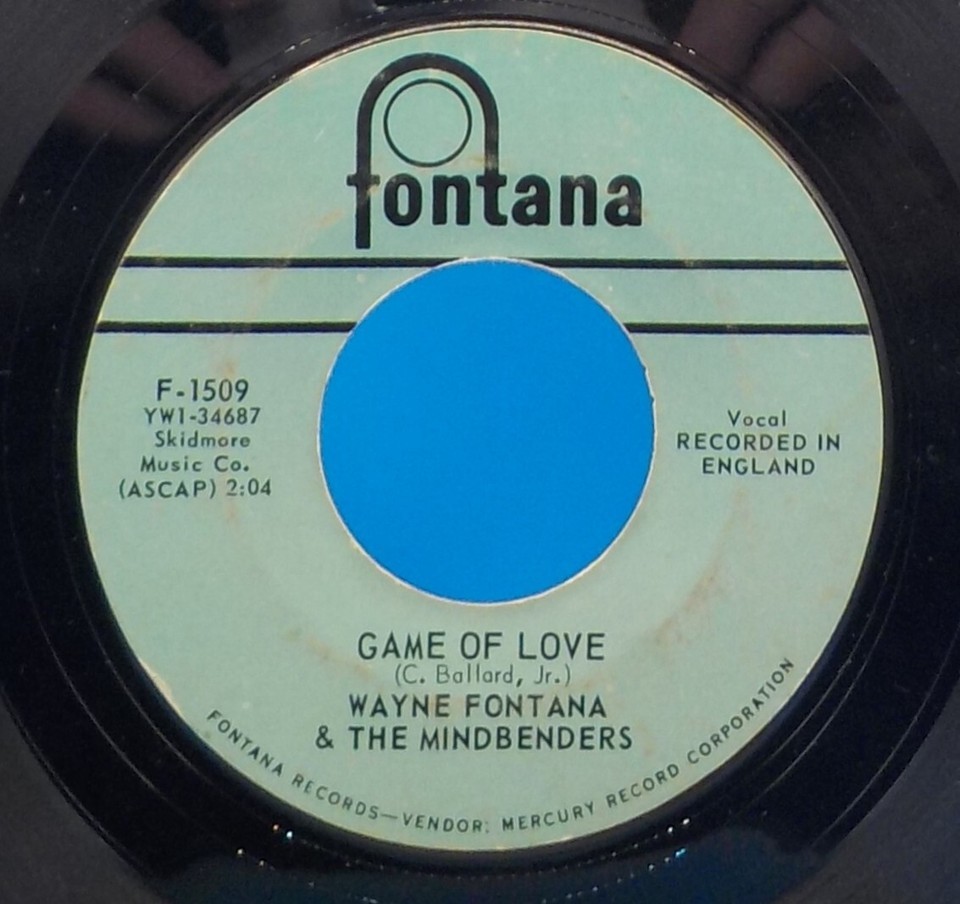 fontana
F-1509
YW1-34687
Skidmore
Music Co.
(ASCAP) 2:04
Vocal
RECORDED IN
ENGLAND
GAME OF LOVE
(C. Ballard, Jr.)
WAYNE FONTANA
& THE MINDBENDERS
FONTANA RECORDS—VENDOR: MERCURY RECORD CORPORATION